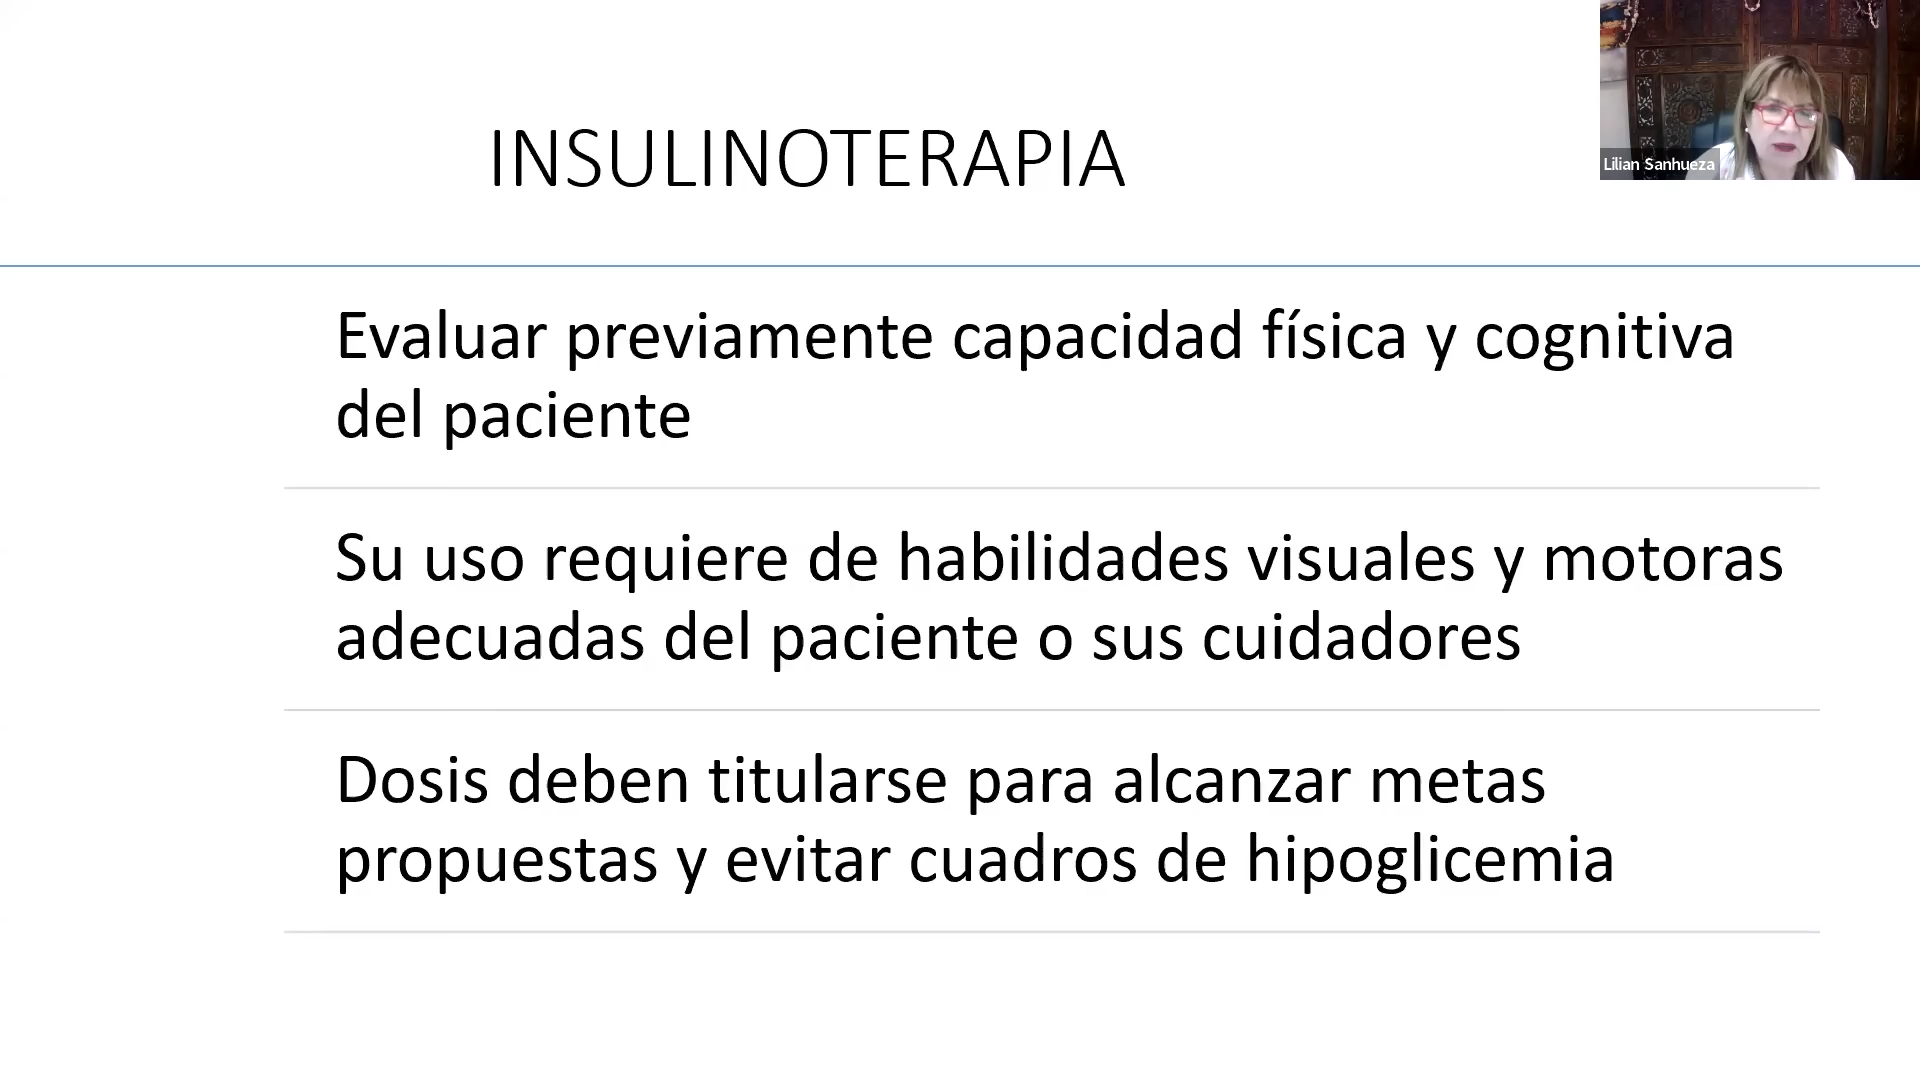 INSULINOTERAPIA
Lilian Sanhueza
Evaluar previamente capacidad física y cognitiva
del paciente
Su uso requiere de habilidades visuales y motoras
adecuadas del paciente o sus cuidadores
Dosis deben titularse para alcanzar metas
propuestas y evitar cuadros de hipoglicemia